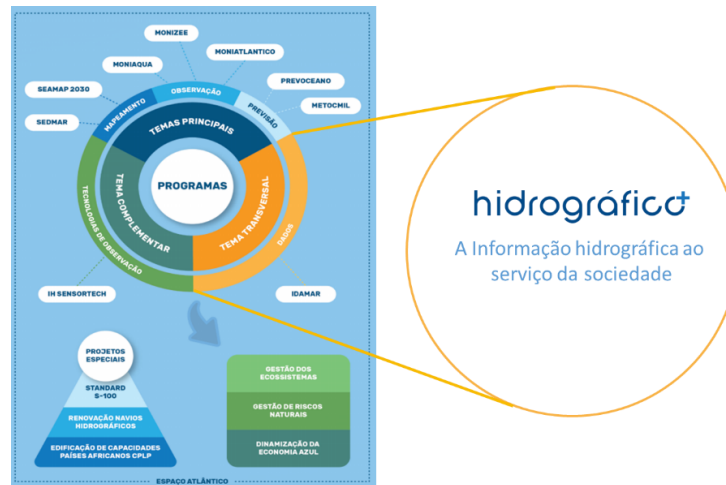 MONIZEE
MONIAQUA
MONIATLANTICO
SEAMAP 2030
OBSERVAÇÃO
PREVOCEANO
SEDMAR
MAPEAMENTO
PREVISÃO
METOCMIL
TEMAS PRINCIPAIS
PROGRAMAS
TEMA COMPLEMENTAR
TEMA TRANSVERSAL
TECNOLOGIAS DE OBSERVAÇÃO
DADOS
IH SENSORTECH
IDAMAR
PROJETOS
ESPECIAIS
STANDARD
S-100
RENOVAÇÃO NAVIOS
HIDROGRÁFICOS
EDIFICAÇÃO DE CAPACIDADES
PAÍSES AFRICANOS CPLP
GESTÃO DOS
ECOSSISTEMAS
GESTÃO DE RISCOS
NATURAIS
DINAMIZAÇÃO DA
ECONOMIA AZUL
ESPAÇO ATLÂNTICO
hidrográfico+
A Informação hidrográfica ao
serviço da sociedade